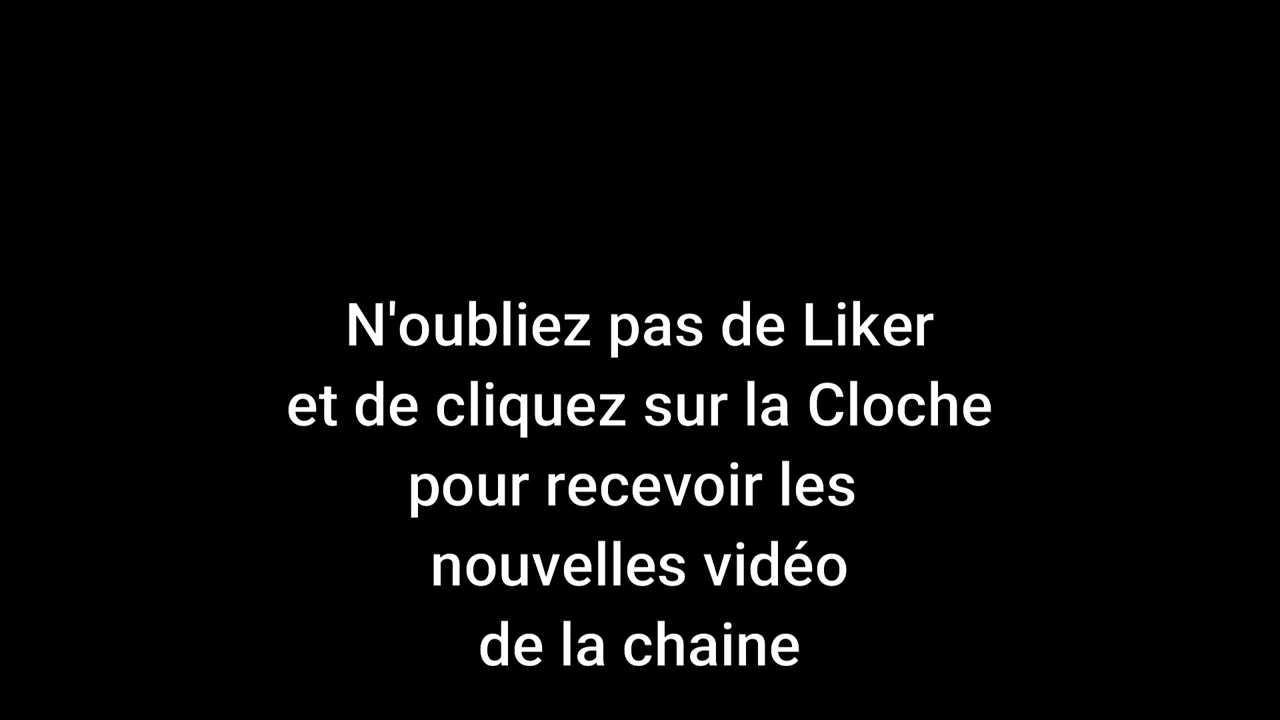 N'oubliez pas de Liker
et de cliquez sur la Cloche
pour recevoir les
nouvelles vidéo
de la chaine